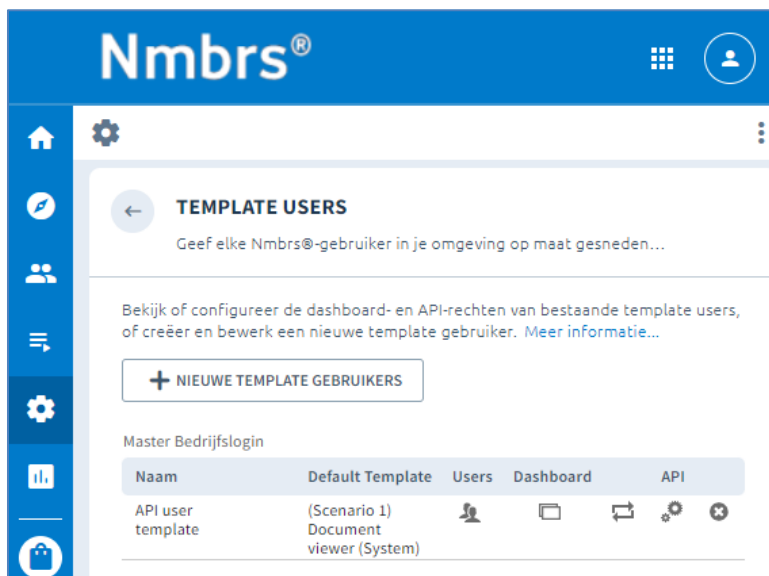 Nmbrs®
TEMPLATE USERS
Geef elke Nmbrs®-gebruiker in je omgeving op maat gesneden...
Bekijk of configureer de dashboard- en API-rechten van bestaande template users,
of creëer en bewerk een nieuwe template gebruiker. Meer informatie...
NIEUWE TEMPLATE GEBRUIKERS
Master Bedrijfslogin
Naam Default Template Users Dashboard API
API user (Scenario 1)
template Document
viewer (System)